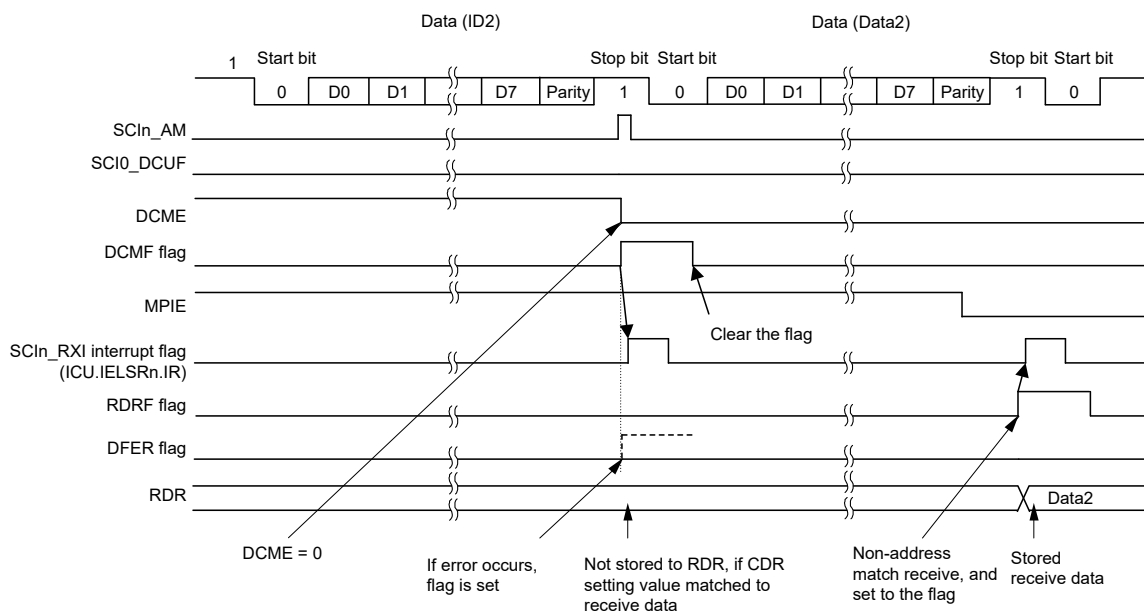 Data (ID2) Data (Data2)
1 Start bit Stop bit Start bit Stop bit Start bit
0 D0 D1 D7 Parity 1 0 D0 D1 D7 Parity 1 0
SCIn_AM
SCI0_DCUF
DCME
DCMF flag
MPIE
Clear the flag
SCIn_RXI interrupt flag
(ICU.IELSRn.IR)
RDRF flag
DFER flag
RDR Data2
DCME = 0
If error occurs,
flag is set
Not stored to RDR, if CDR
setting value matched to
receive data
Non-address
match receive, and
set to the flag
Stored
receive data